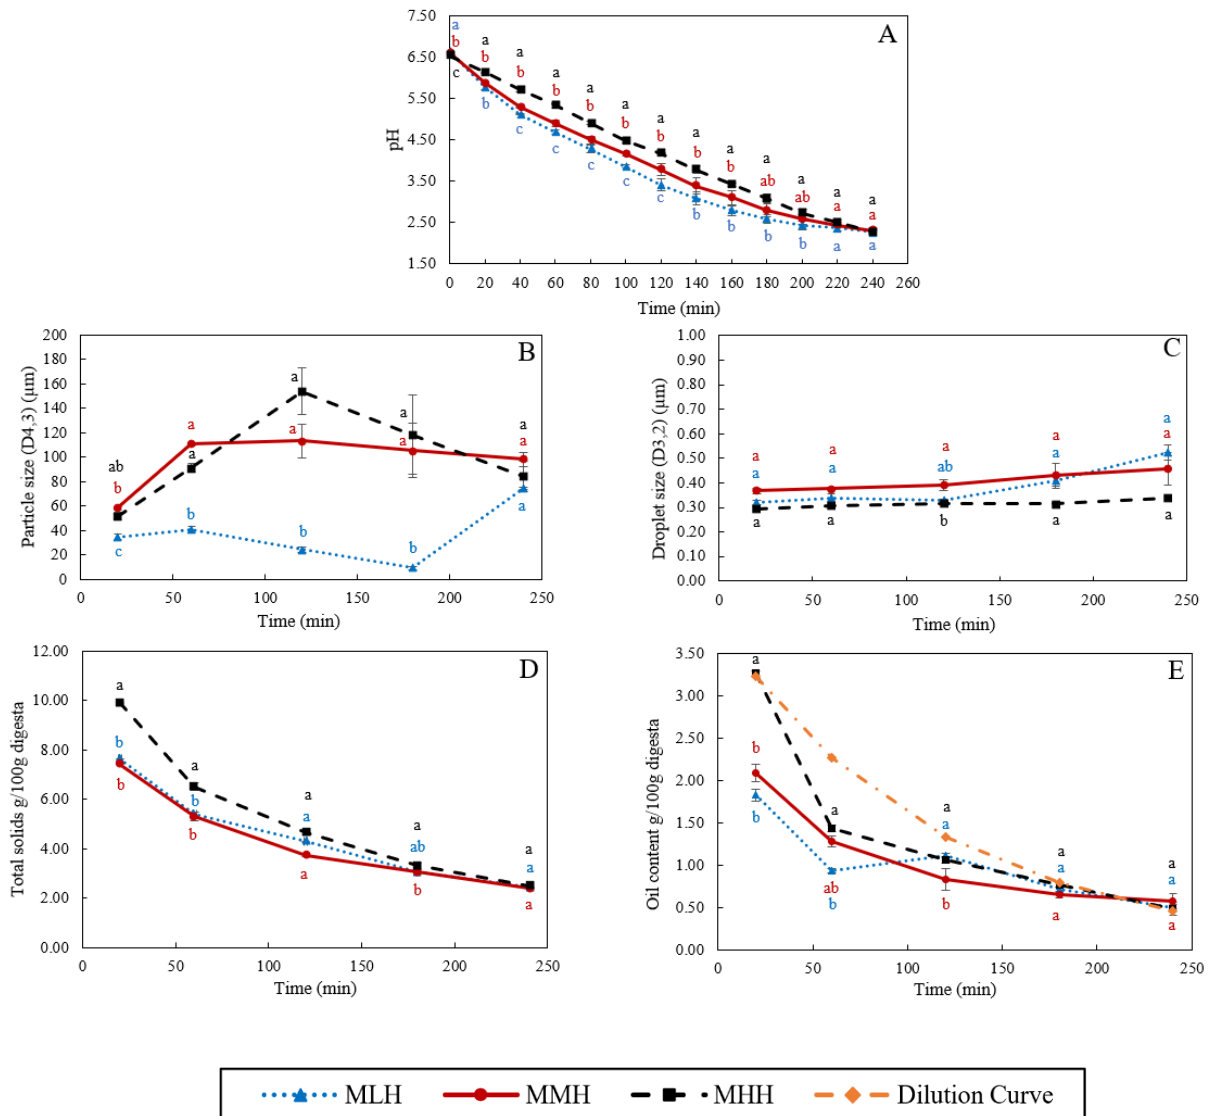 A
pH
7.50
6.50
5.50
4.50
3.50
2.50
1.50
a
b
c
a
b
b
a
b
c
a
b
c
a
b
c
a
b
c
a
b
c
a
b
b
a
b
b
a
ab
b
a
ab
b
a
a
a
a
a
a
0 20 40 60 80 100 120 140 160 180 200 220 240 260
Time (min)
B
Particle size (D4,3) (μm)
200
180
160
140
120
100
80
60
40
20
0
ab
b
c
a
a
b
a
a
b
a
a
b
a
a
a
0 50 100 150 200 250
Time (min)
C
Droplet size (D3,2) (μm)
1.00
0.90
0.80
0.70
0.60
0.50
0.40
0.30
0.20
0.10
0.00
a
a
a
a
a
a
a
ab
b
a
a
a
a
a
a
0 50 100 150 200 250
Time (min)
D
Total solids g/100g digesta
12.00
10.00
8.00
6.00
4.00
2.00
0.00
a
b
b
a
b
b
a
a
a
a
ab
b
a
a
a
0 50 100 150 200 250
Time (min)
E
Oil content g/100g digesta
3.50
3.00
2.50
2.00
1.50
1.00
0.50
0.00
a
b
b
a
ab
b
a
a
b
a
a
a
a
a
a
0 50 100 150 200 250
Time (min)
MLH MMH MHH Dilution Curve